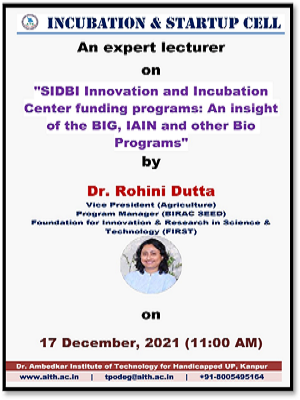 INCUBATION & STARTUP CELL
An expert lecturer
on
"SIDBI Innovation and Incubation
Center funding programs: An insight
of the BIG, IAIN and other Bio
Programs"
by
Dr. Rohini Dutta
Vice President (Agriculture)
Program Manager (BIRAC SEED)
Foundation for Innovation & Research in Science &
Technology (FIRST)
on
17 December, 2021 (11:00 AM)
Dr. Ambedkar Institute of Technology for Handicapped UP, Kanpur
www.aith.ac.in | tpodeg@aith.ac.in | +91-8005495164